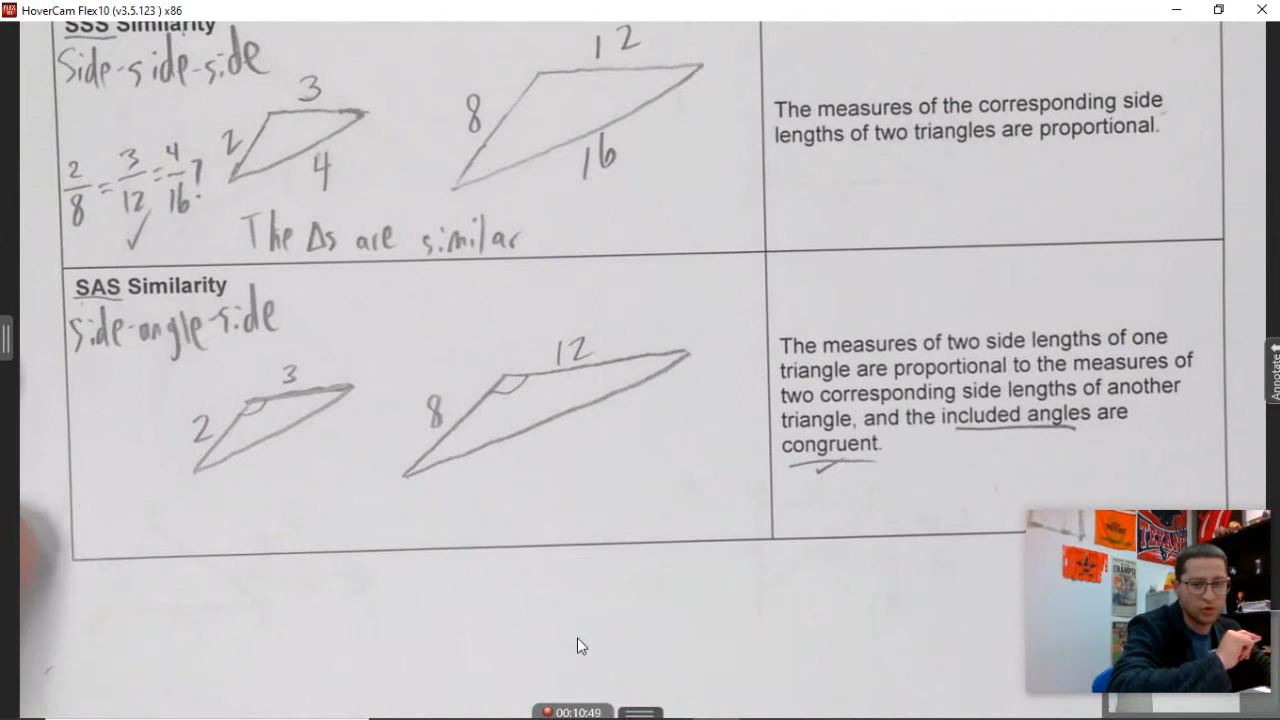 HoverCam Flex10 (v3.5.123 ) x86
SSS Similarity
Side-side-side
3
2
4
2/8 = 3/12 = 4/16 ?
✓
12
8
16
The Δs are similar
The measures of the corresponding side
lengths of two triangles are proportional.
SAS Similarity
side-angle-side
3
2
12
8
The measures of two side lengths of one
triangle are proportional to the measures of
two corresponding side lengths of another
triangle, and the included angles are
congruent.
Annotate
TEXANS
00:10:49